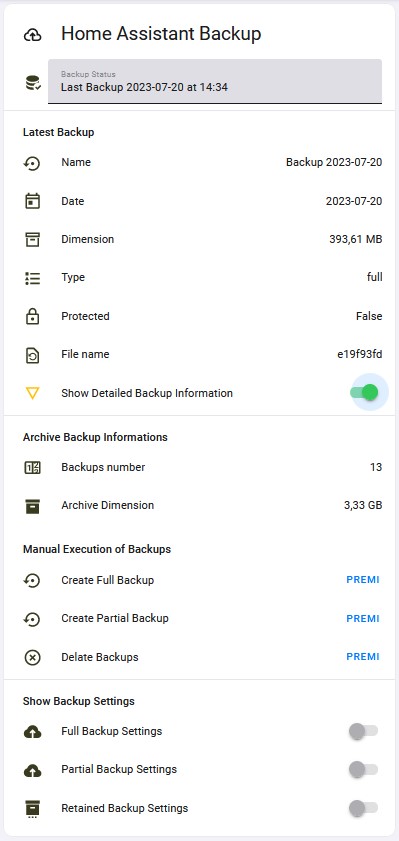 Home Assistant Backup
Backup Status
Last Backup 2023-07-20 at 14:34
Latest Backup
Name Backup 2023-07-20
Date 2023-07-20
Dimension 393,61 MB
Type full
Protected False
File name e19f93fd
Show Detailed Backup Information
Archive Backup Informations
Backups number 13
Archive Dimension 3,33 GB
Manual Execution of Backups
Create Full Backup PREMI
Create Partial Backup PREMI
Delate Backups PREMI
Show Backup Settings
Full Backup Settings
Partial Backup Settings
Retained Backup Settings